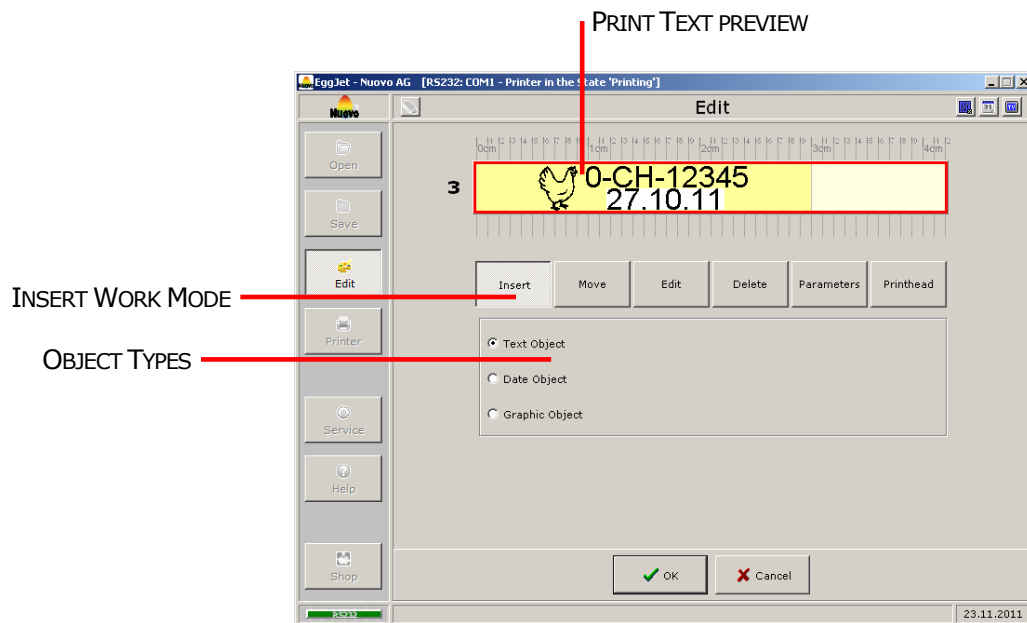 PRINT TEXT PREVIEW
EggJet - Nuovo AG [RS232: COM1 - Printer in the State 'Printing']
Nuovo
Edit
31
Open
Save
Edit
Printer
Service
Help
Shop
0cm 1cm 2cm 3cm 4cm
3
0-CH-12345
27.10.11
INSERT WORK MODE
Insert Move Edit Delete Parameters Printhead
OBJECT TYPES
Text Object
Date Object
Graphic Object
OK Cancel
RS232
23.11.2011